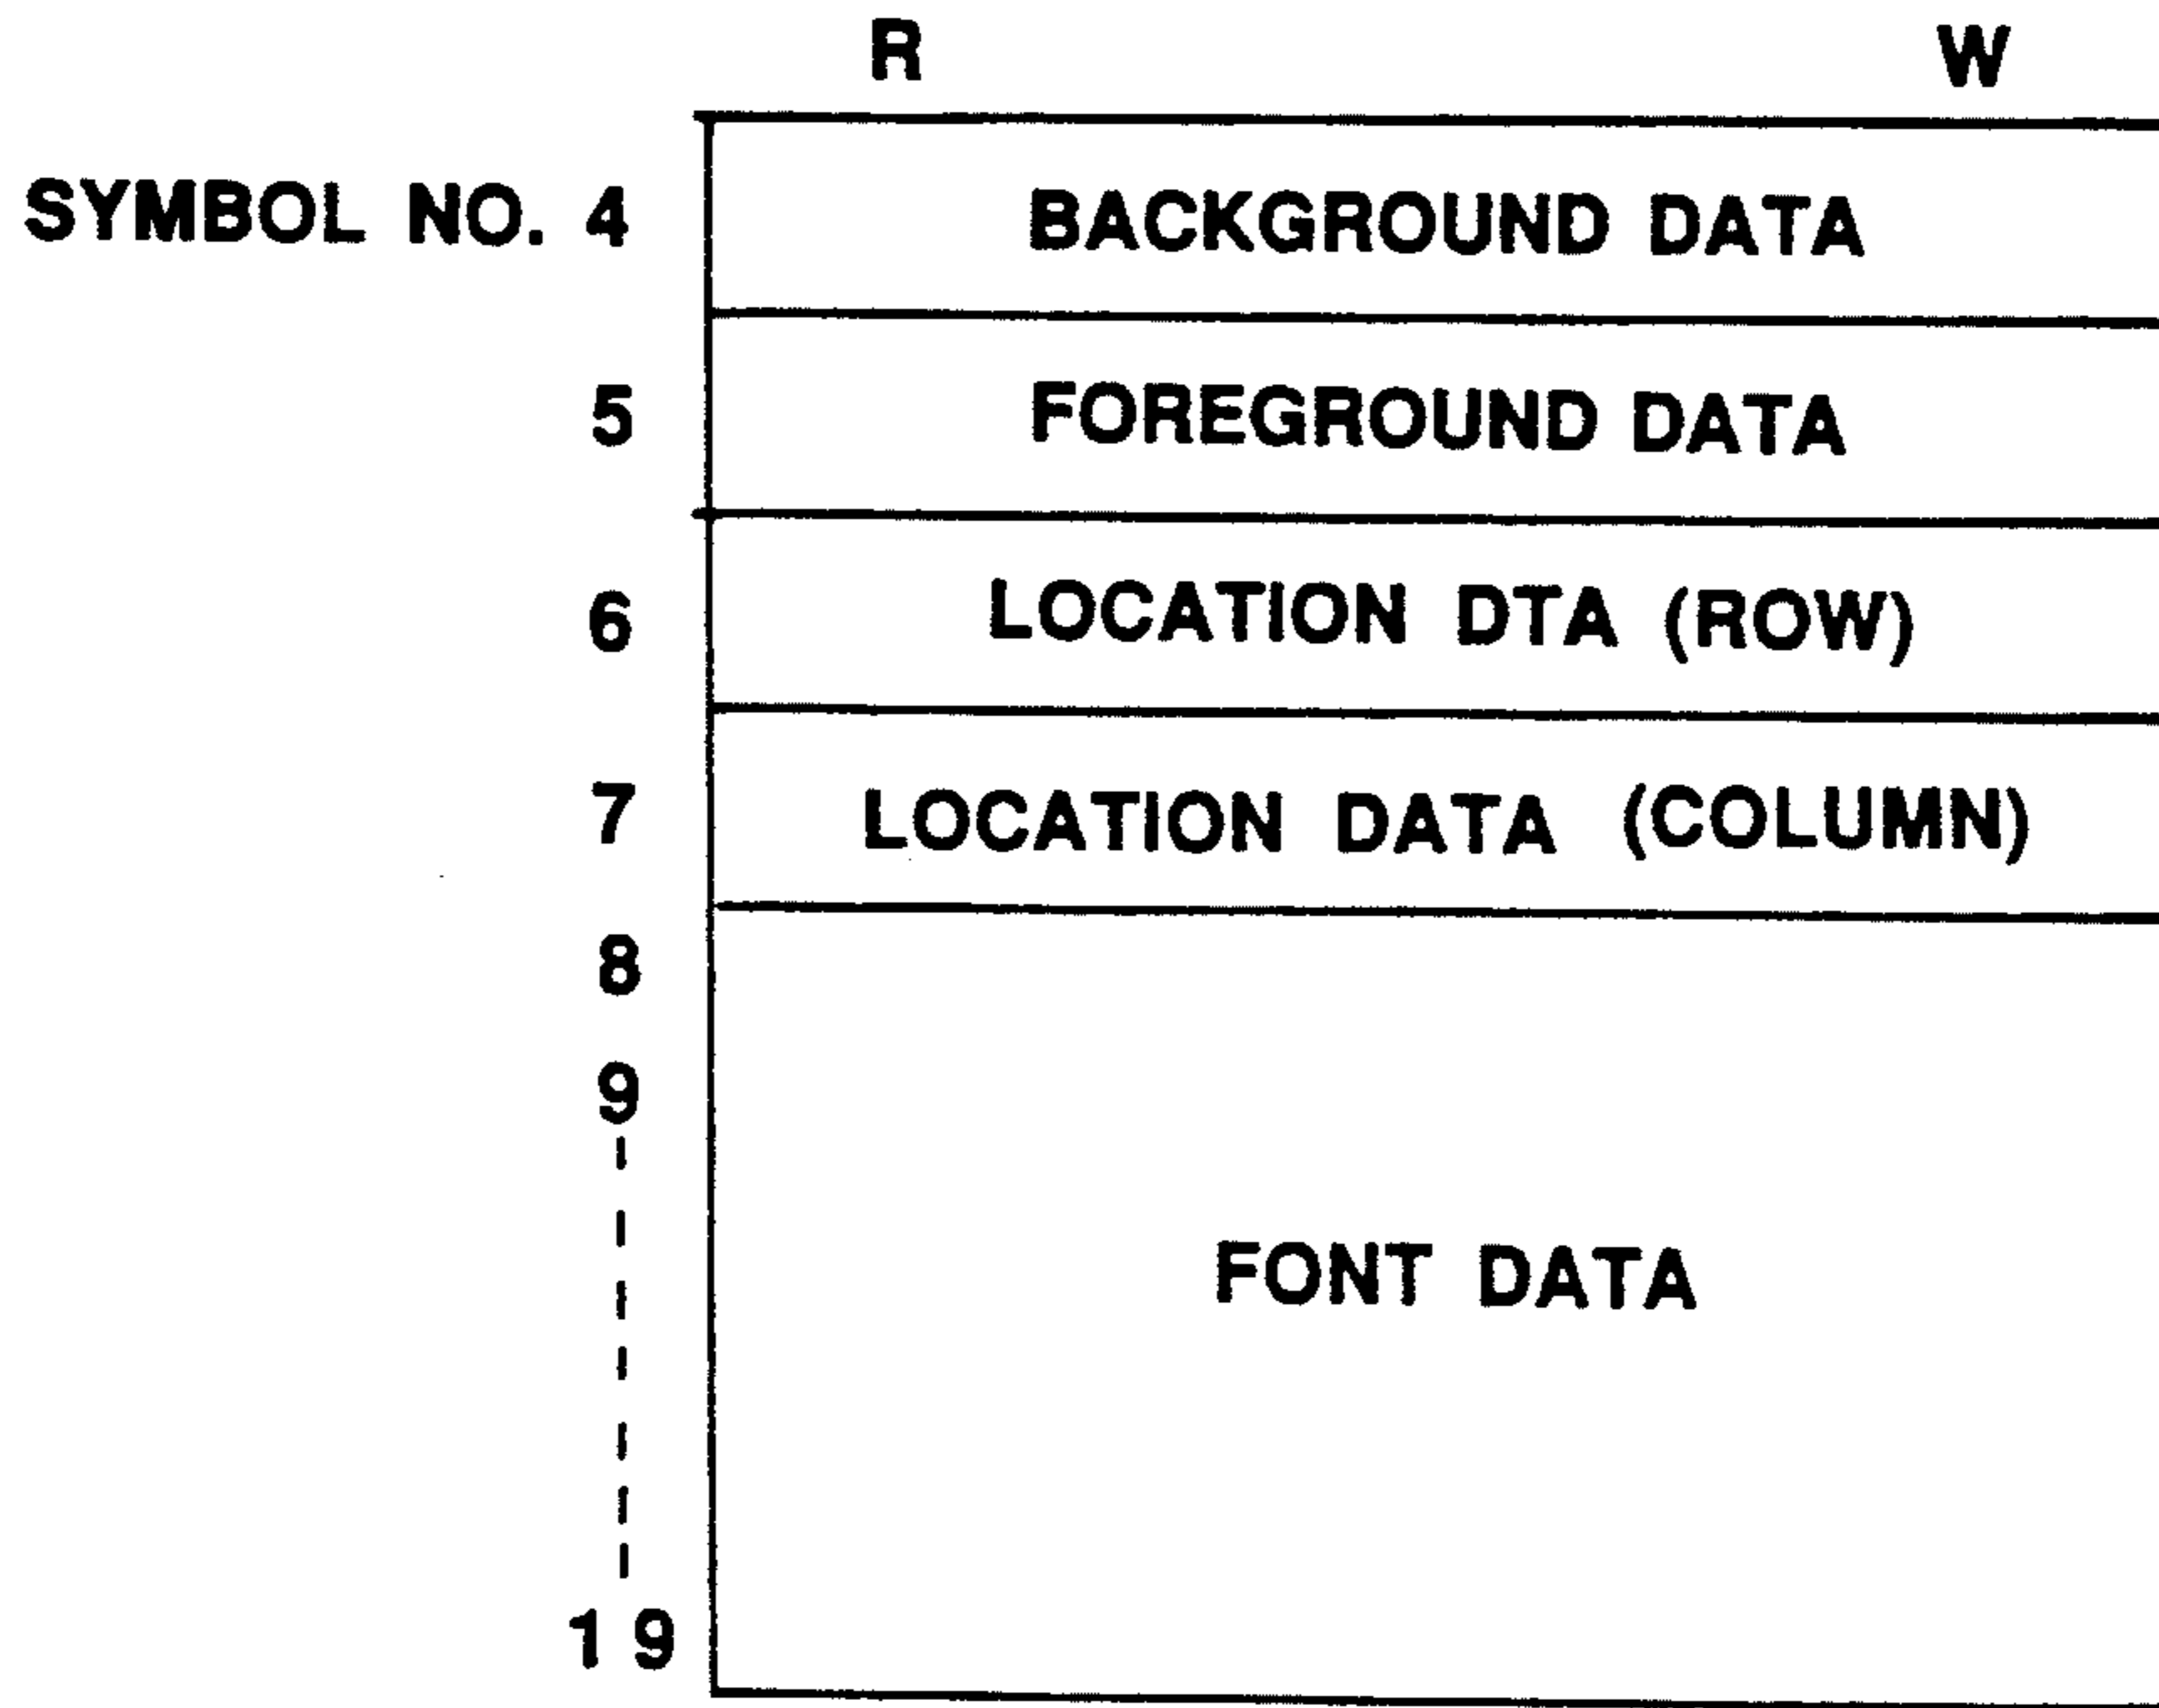 R W
SYMBOL NO. 4 BACKGROUND DATA
5 FOREGROUND DATA
6 LOCATION DTA (ROW)
7 LOCATION DATA (COLUMN)
8
9
FONT DATA
19